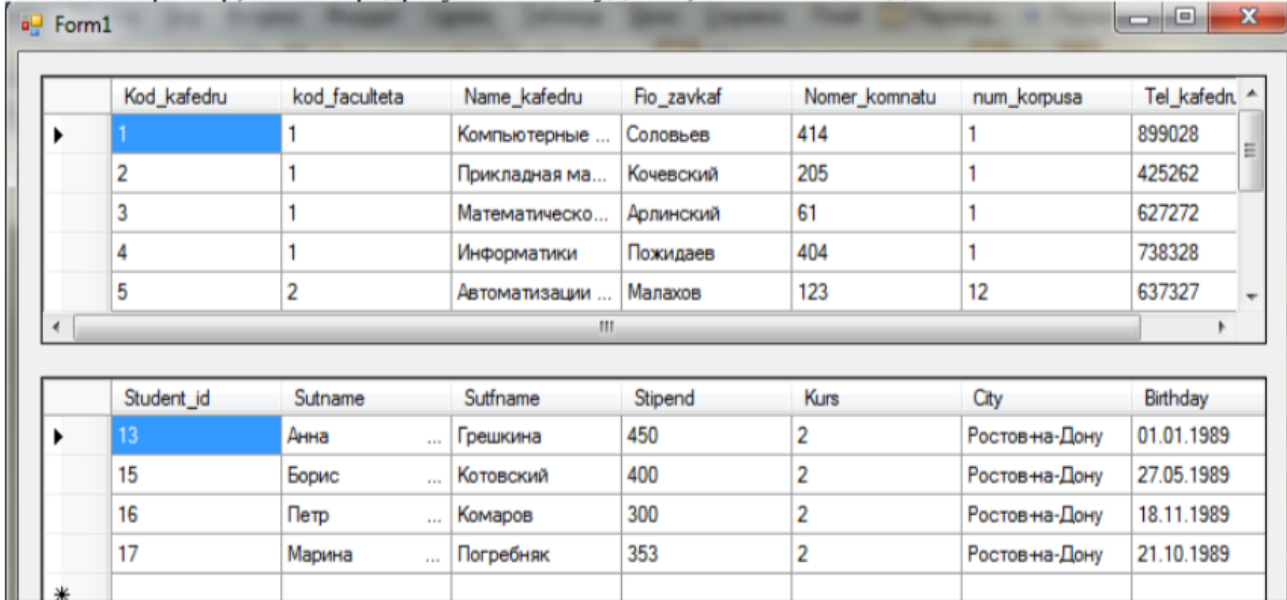 Form1
Kod_kafedru kod_faculteta Name_kafedru Fio_zavkaf Nomer_komnatu num_korpusa Tel_kafedru
1 1 Компьютерные ... Соловьев 414 1 899028
2 1 Прикладная ма... Кочевский 205 1 425262
3 1 Математическо... Арлинский 61 1 627272
4 1 Информатики Пожидаев 404 1 738328
5 2 Автоматизации ... Малахов 123 12 637327
Student_id Sutname Sutfname Stipend Kurs City Birthday
13 Анна ... Грешкина 450 2 Ростов-на-Дону 01.01.1989
15 Борис ... Котовский 400 2 Ростов-на-Дону 27.05.1989
16 Петр ... Комаров 300 2 Ростов-на-Дону 18.11.1989
17 Марина ... Погребняк 353 2 Ростов-на-Дону 21.10.1989